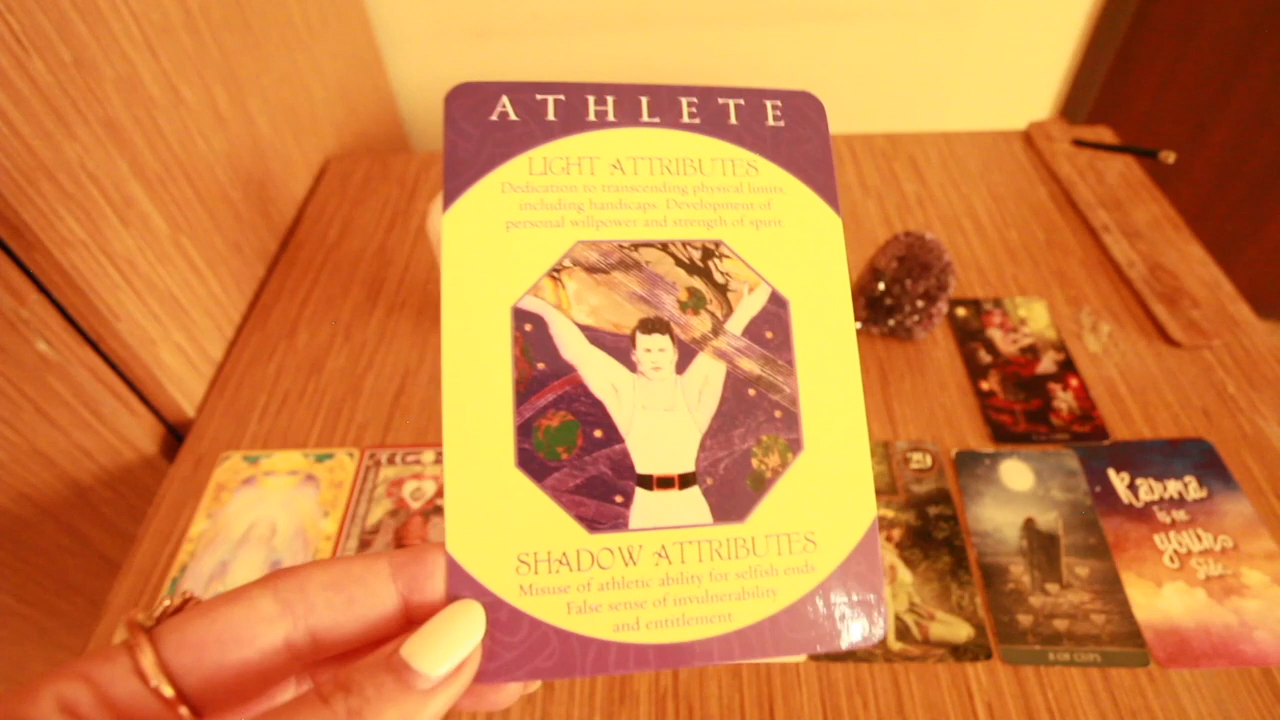 ATHLETE
LIGHT ATTRIBUTES
Dedication to transcending physical limits
including handicaps. Development of
personal willpower and strength of spirit
SHADOW ATTRIBUTES
Misuse of athletic ability for selfish ends
False sense of invulnerability
and entitlement.
29
8 OF CUPS
Karma
is on
your
side.